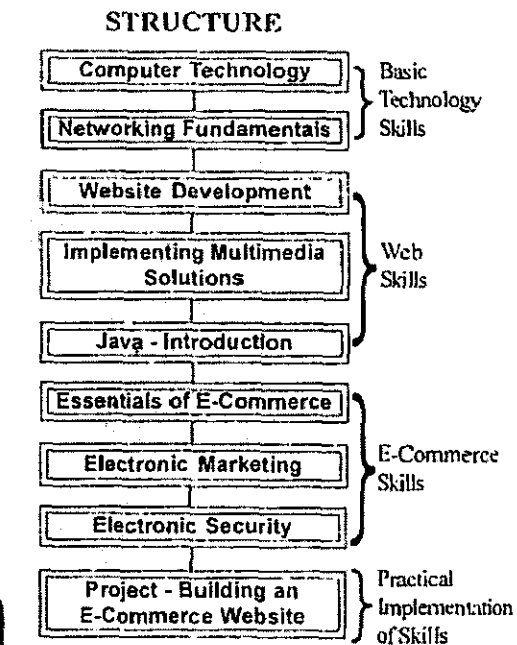 STRUCTURE
Computer Technology
Networking Fundamentals
Basic
Technology
Skills
Website Development
Implementing Multimedia
Solutions
Java - Introduction
Web
Skills
Essentials of E-Commerce
Electronic Marketing
Electronic Security
E-Commerce
Skills
Project - Building an
E-Commerce Website
Practical
Implementation
of Skills